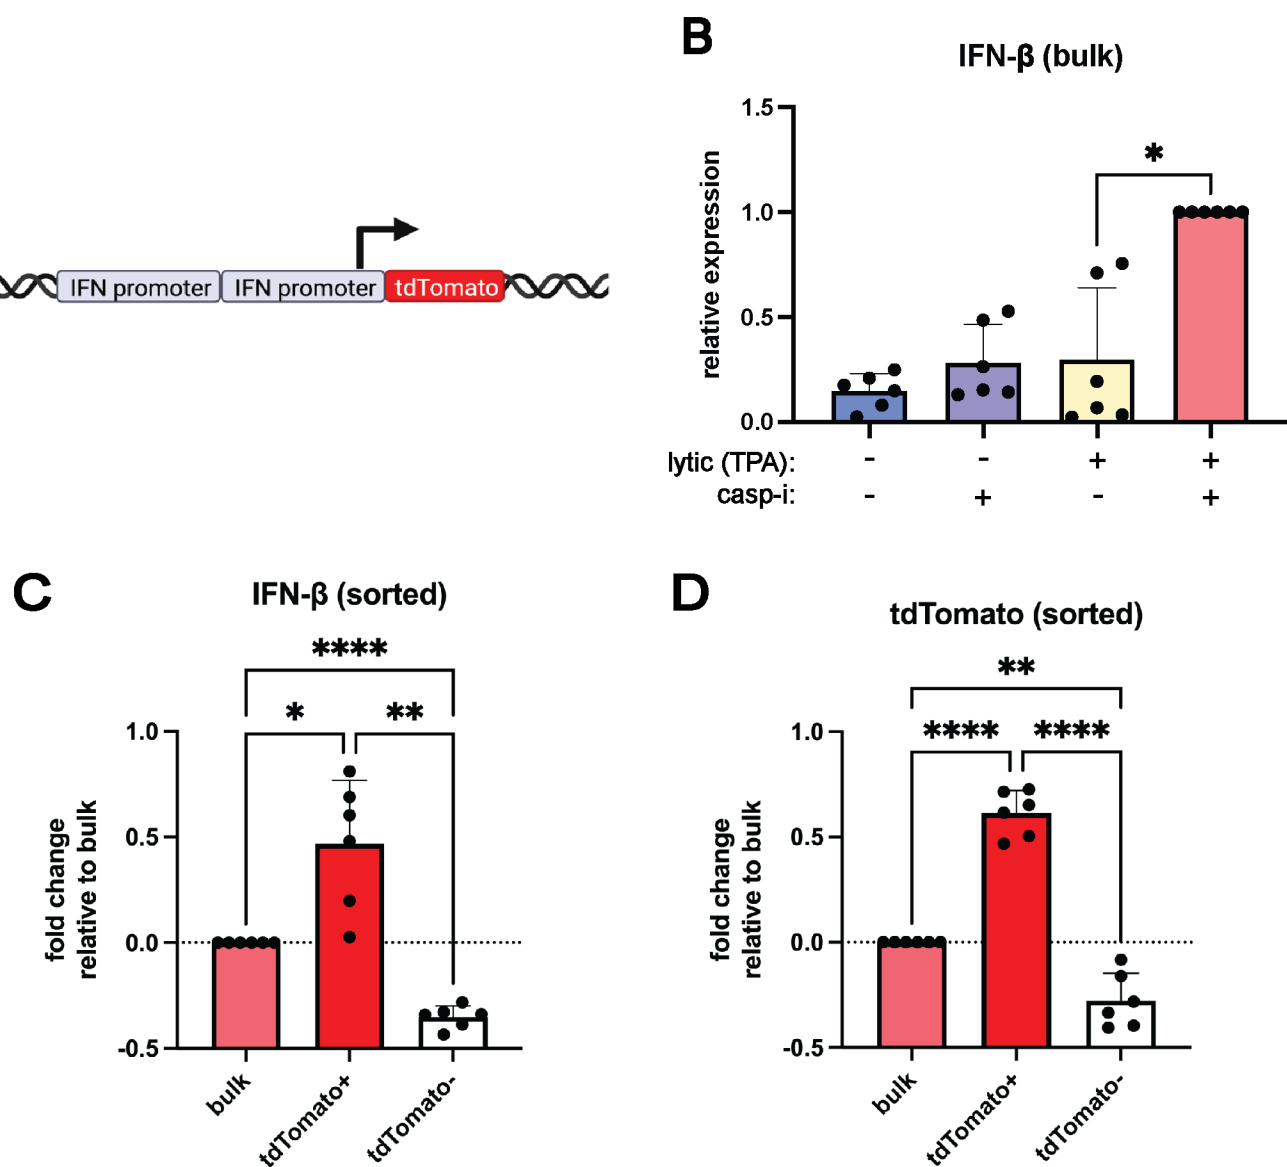 IFN promoter IFN promoter tdTomato
B
IFN-β (bulk)
*
relative expression
1.5
1.0
0.5
0.0
lytic (TPA): - - + +
casp-i: - + - +
C
IFN-β (sorted)
****
* **
fold change
relative to bulk
1.0
0.5
0.0
-0.5
bulk tdTomato+ tdTomato-
D
tdTomato (sorted)
**
**** ****
fold change
relative to bulk
1.0
0.5
0.0
-0.5
bulk tdTomato+ tdTomato-